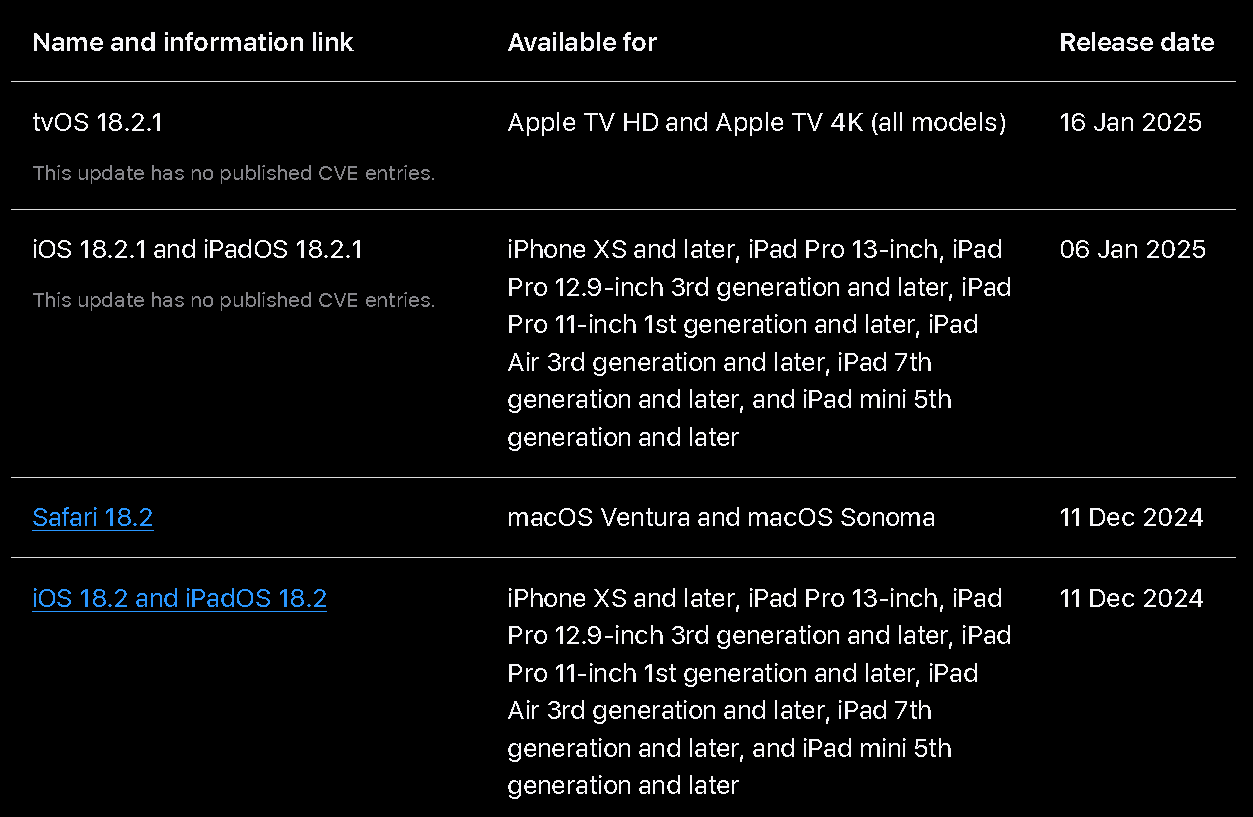 Name and information link Available for Release date
tvOS 18.2.1 Apple TV HD and Apple TV 4K (all models) 16 Jan 2025
This update has no published CVE entries.
iOS 18.2.1 and iPadOS 18.2.1 iPhone XS and later, iPad Pro 13-inch, iPad 06 Jan 2025
Pro 12.9-inch 3rd generation and later, iPad
This update has no published CVE entries.
Pro 11-inch 1st generation and later, iPad
Air 3rd generation and later, iPad 7th
generation and later, and iPad mini 5th
generation and later
Safari 18.2 macOS Ventura and macOS Sonoma 11 Dec 2024
iOS 18.2 and iPadOS 18.2 iPhone XS and later, iPad Pro 13-inch, iPad 11 Dec 2024
Pro 12.9-inch 3rd generation and later, iPad
Pro 11-inch 1st generation and later, iPad
Air 3rd generation and later, iPad 7th
generation and later, and iPad mini 5th
generation and later